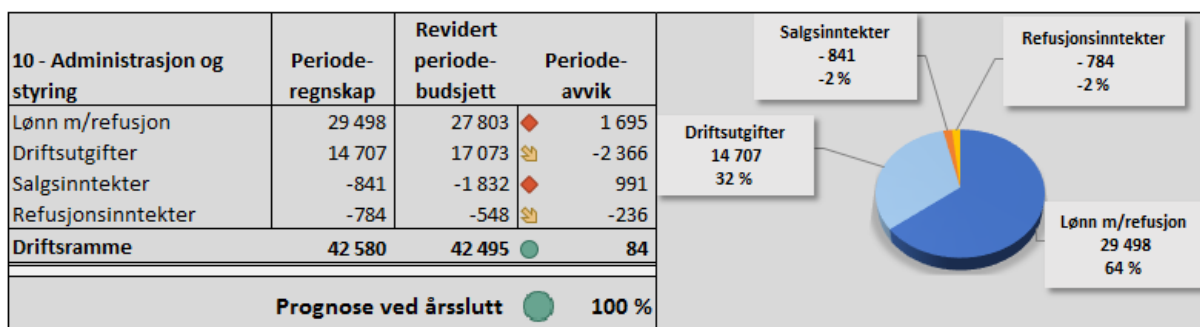 10 - Administrasjon og styring Periode-regnskap Revidert periode-budsjett Periode-avvik
Lønn m/refusjon 29 498 27 803 1 695
Driftsutgifter 14 707 17 073 -2 366
Salgsinntekter -841 -1 832 991
Refusjonsinntekter -784 -548 -236
Driftsramme 42 580 42 495 84
Prognose ved årsslutt 100 %
Salgsinntekter
- 841
-2 %
Refusjonsinntekter
- 784
-2 %
Driftsutgifter
14 707
32 %
Lønn m/refusjon
29 498
64 %